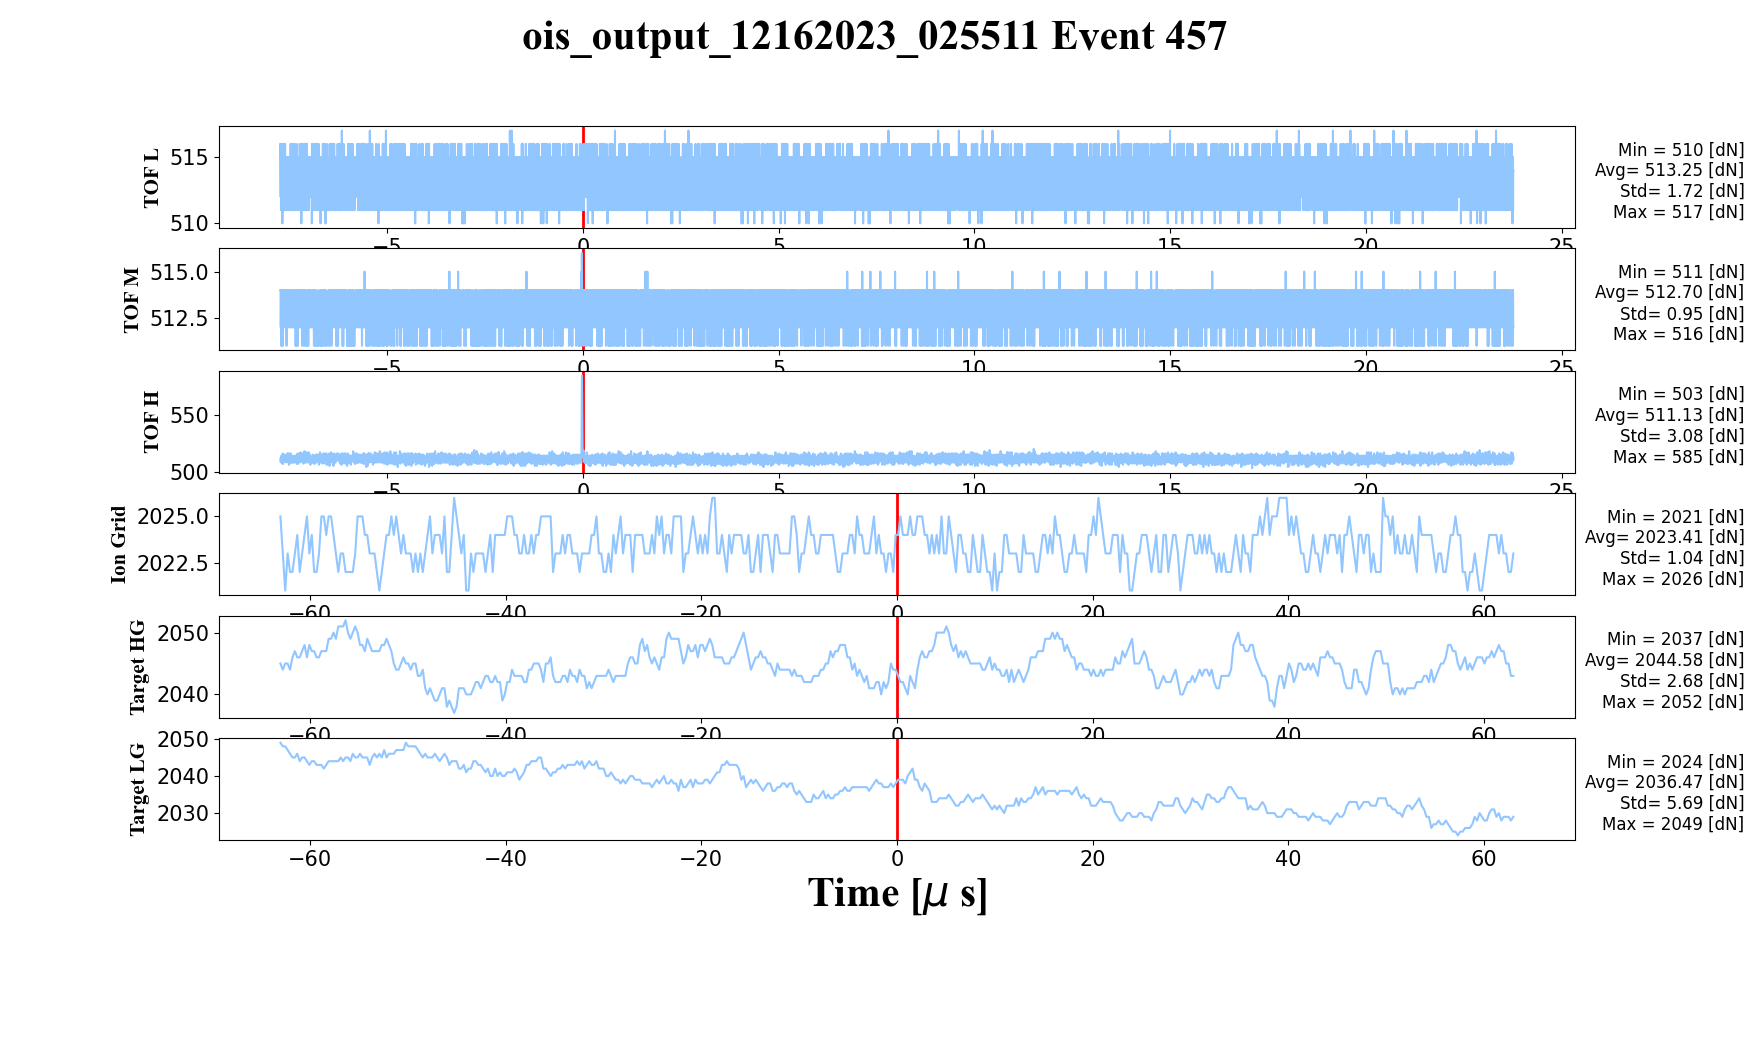 ois_output_12162023_025511 Event 457
TOF L
515
510
Min = 510 [dN]
Avg= 513.25 [dN]
Std= 1.72 [dN]
Max = 517 [dN]
−5 0 5 10 15 20 25
TOF M
515.0
512.5
Min = 511 [dN]
Avg= 512.70 [dN]
Std= 0.95 [dN]
Max = 516 [dN]
−5 0 5 10 15 20 25
TOF H
550
500
Min = 503 [dN]
Avg= 511.13 [dN]
Std= 3.08 [dN]
Max = 585 [dN]
−5 0 5 10 15 20 25
Ion Grid
2025.0
2022.5
Min = 2021 [dN]
Avg= 2023.41 [dN]
Std= 1.04 [dN]
Max = 2026 [dN]
−60 −40 −20 0 20 40 60
Target HG
2050
2040
Min = 2037 [dN]
Avg= 2044.58 [dN]
Std= 2.68 [dN]
Max = 2052 [dN]
−60 −40 −20 0 20 40 60
Target LG
2050
2040
2030
Min = 2024 [dN]
Avg= 2036.47 [dN]
Std= 5.69 [dN]
Max = 2049 [dN]
−60 −40 −20 0 20 40 60
Time [μ s]